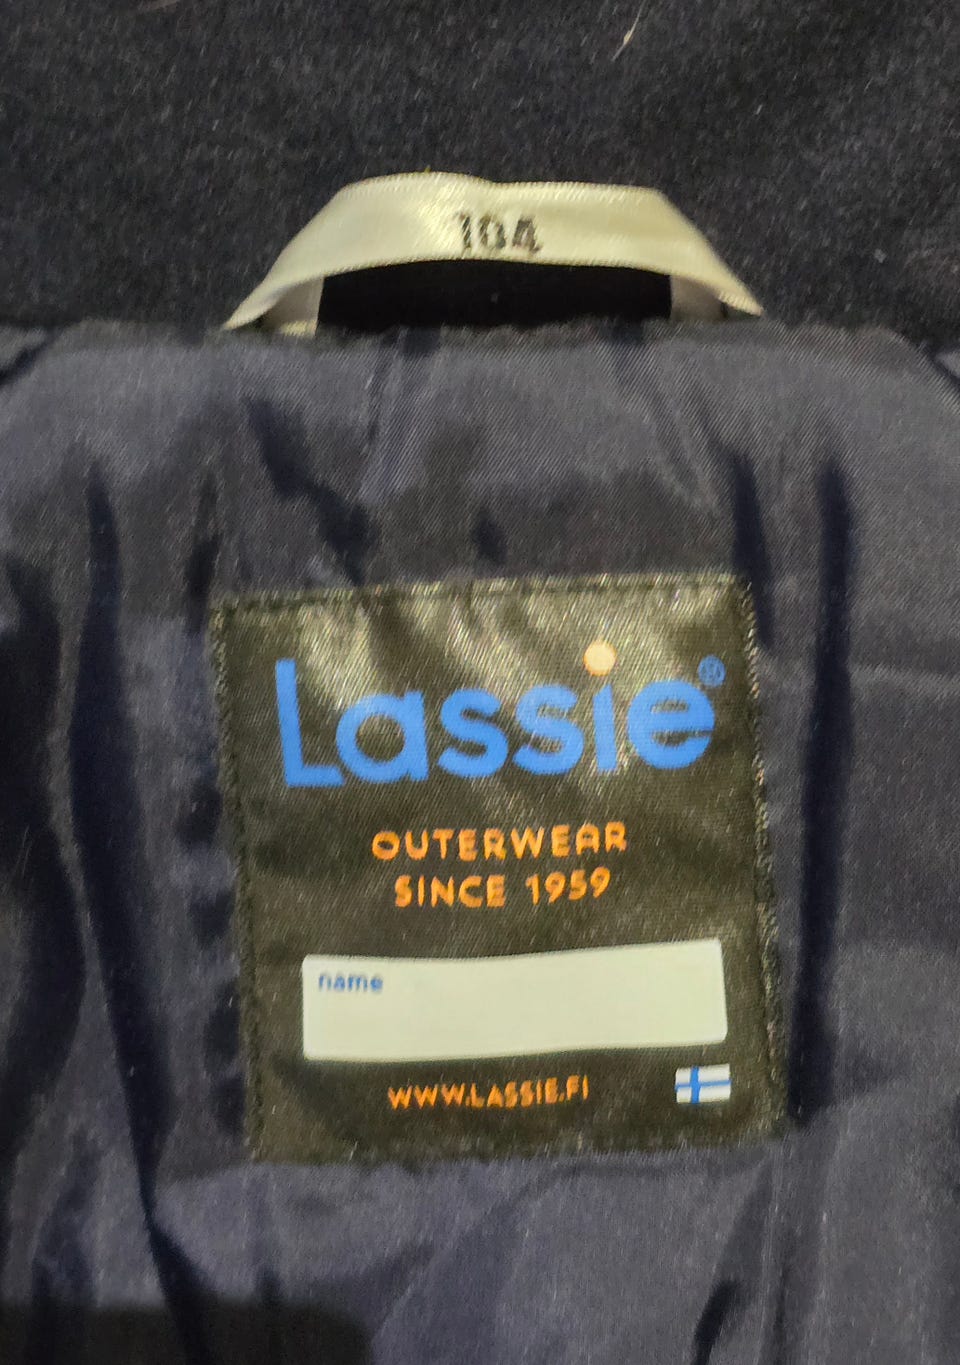 104
Lassie®
OUTERWEAR
SINCE 1959
name
WWW.LASSIE.FI